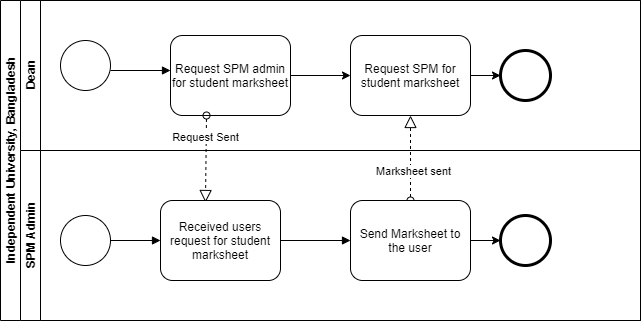 Independent University, Bangladesh
Dean
Request SPM admin
for student marksheet
Request SPM for
student marksheet
Request Sent
Marksheet sent
SPM Admin
Received users
request for student
marksheet
Send Marksheet to
the user